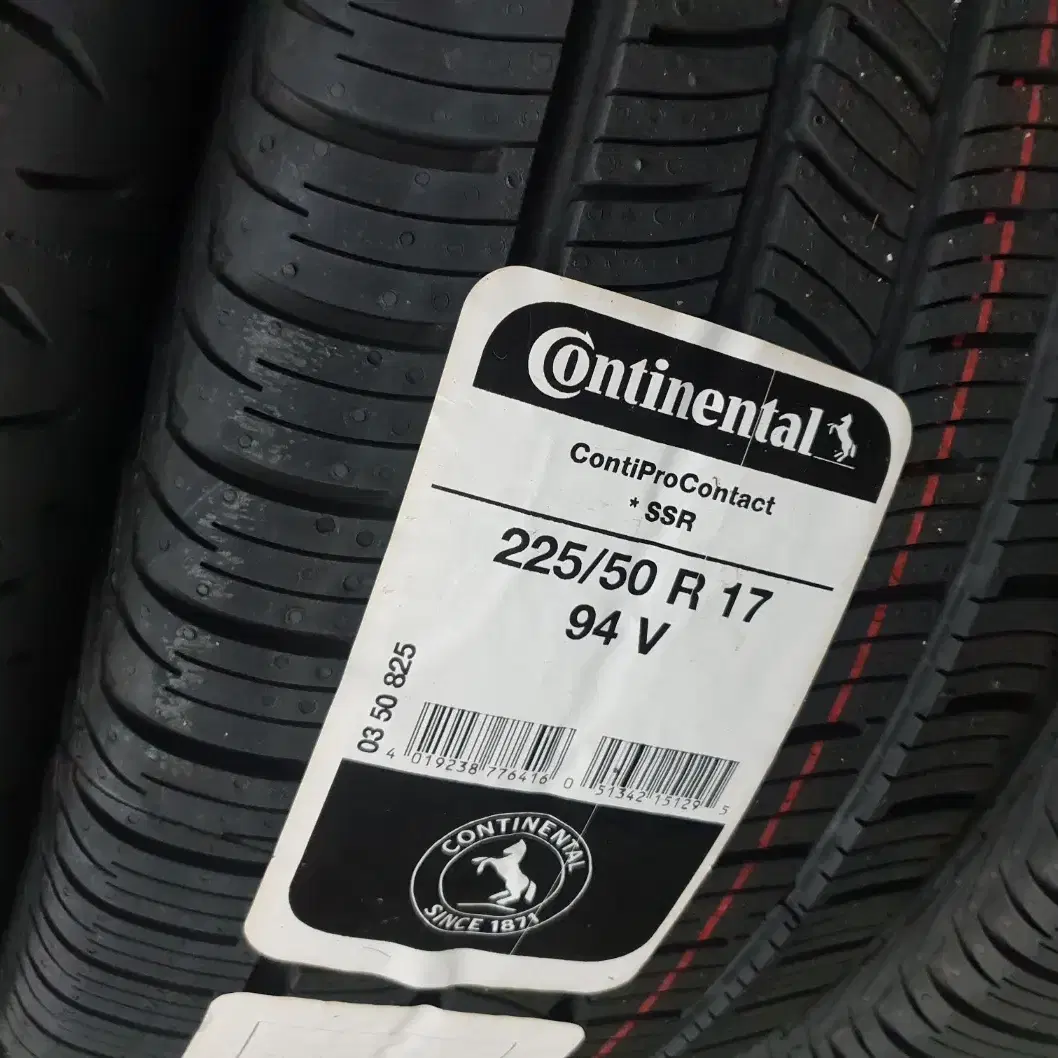 Continental
ContiProContact
* SSR
225/50 R 17
94 V
03 50 825
4 019238 776416
0 51342 15129 5
CONTINENTAL
SINCE 1871